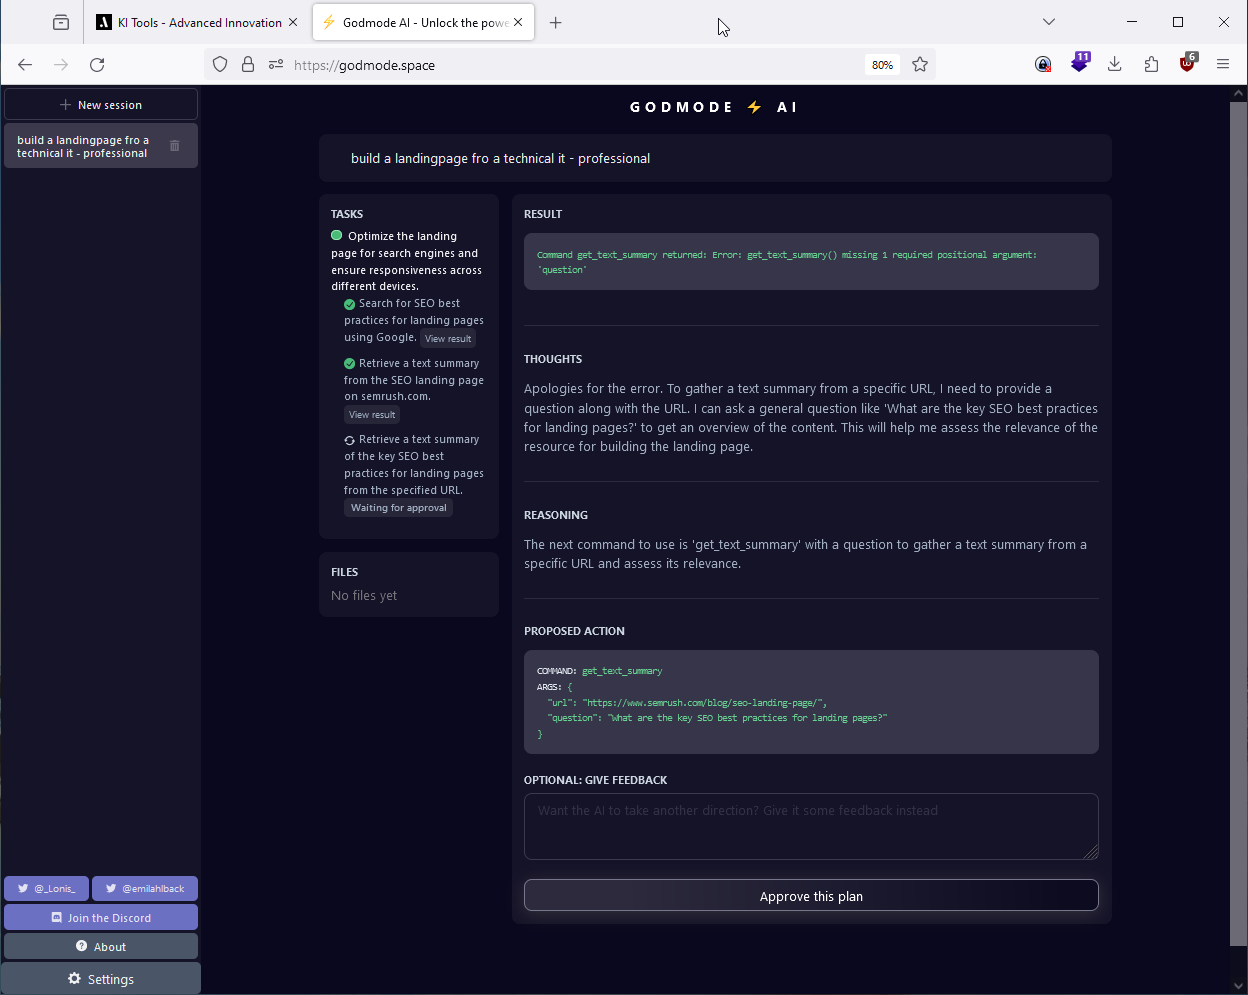 KI Tools - Advanced Innovation
Godmode AI - Unlock the powe
https://godmode.space
80%
11
6
New session
build a landingpage fro a
technical it - professional
GODMODE ⚡ AI
build a landingpage fro a technical it - professional
TASKS
Optimize the landing
page for search engines and
ensure responsiveness across
different devices.
Search for SEO best
practices for landing pages
using Google. View result
Retrieve a text summary
from the SEO landing page
on semrush.com.
View result
Retrieve a text summary
of the key SEO best
practices for landing pages
from the specified URL.
Waiting for approval
FILES
No files yet
RESULT
Command get_text_summary returned: Error: get_text_summary() missing 1 required positional argument:
'question'
THOUGHTS
Apologies for the error. To gather a text summary from a specific URL, I need to provide a
question along with the URL. I can ask a general question like 'What are the key SEO best practices
for landing pages?' to get an overview of the content. This will help me assess the relevance of the
resource for building the landing page.
REASONING
The next command to use is 'get_text_summary' with a question to gather a text summary from a
specific URL and assess its relevance.
PROPOSED ACTION
COMMAND: get_text_summary
ARGS: {
"url": "https://www.semrush.com/blog/seo-landing-page/",
"question": "What are the key SEO best practices for landing pages?"
}
OPTIONAL: GIVE FEEDBACK
Want the AI to take another direction? Give it some feedback instead
Approve this plan
@_Lonis_
@emilahlback
Join the Discord
About
Settings